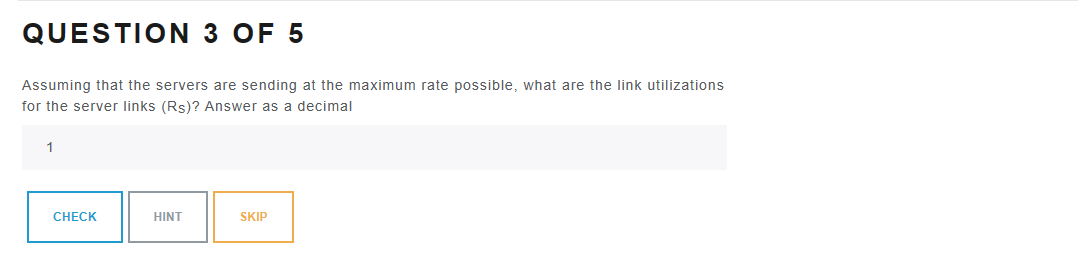 QUESTION 3 OF 5
Assuming that the servers are sending at the maximum rate possible, what are the link utilizations
for the server links (RS)? Answer as a decimal
1
CHECK HINT SKIP